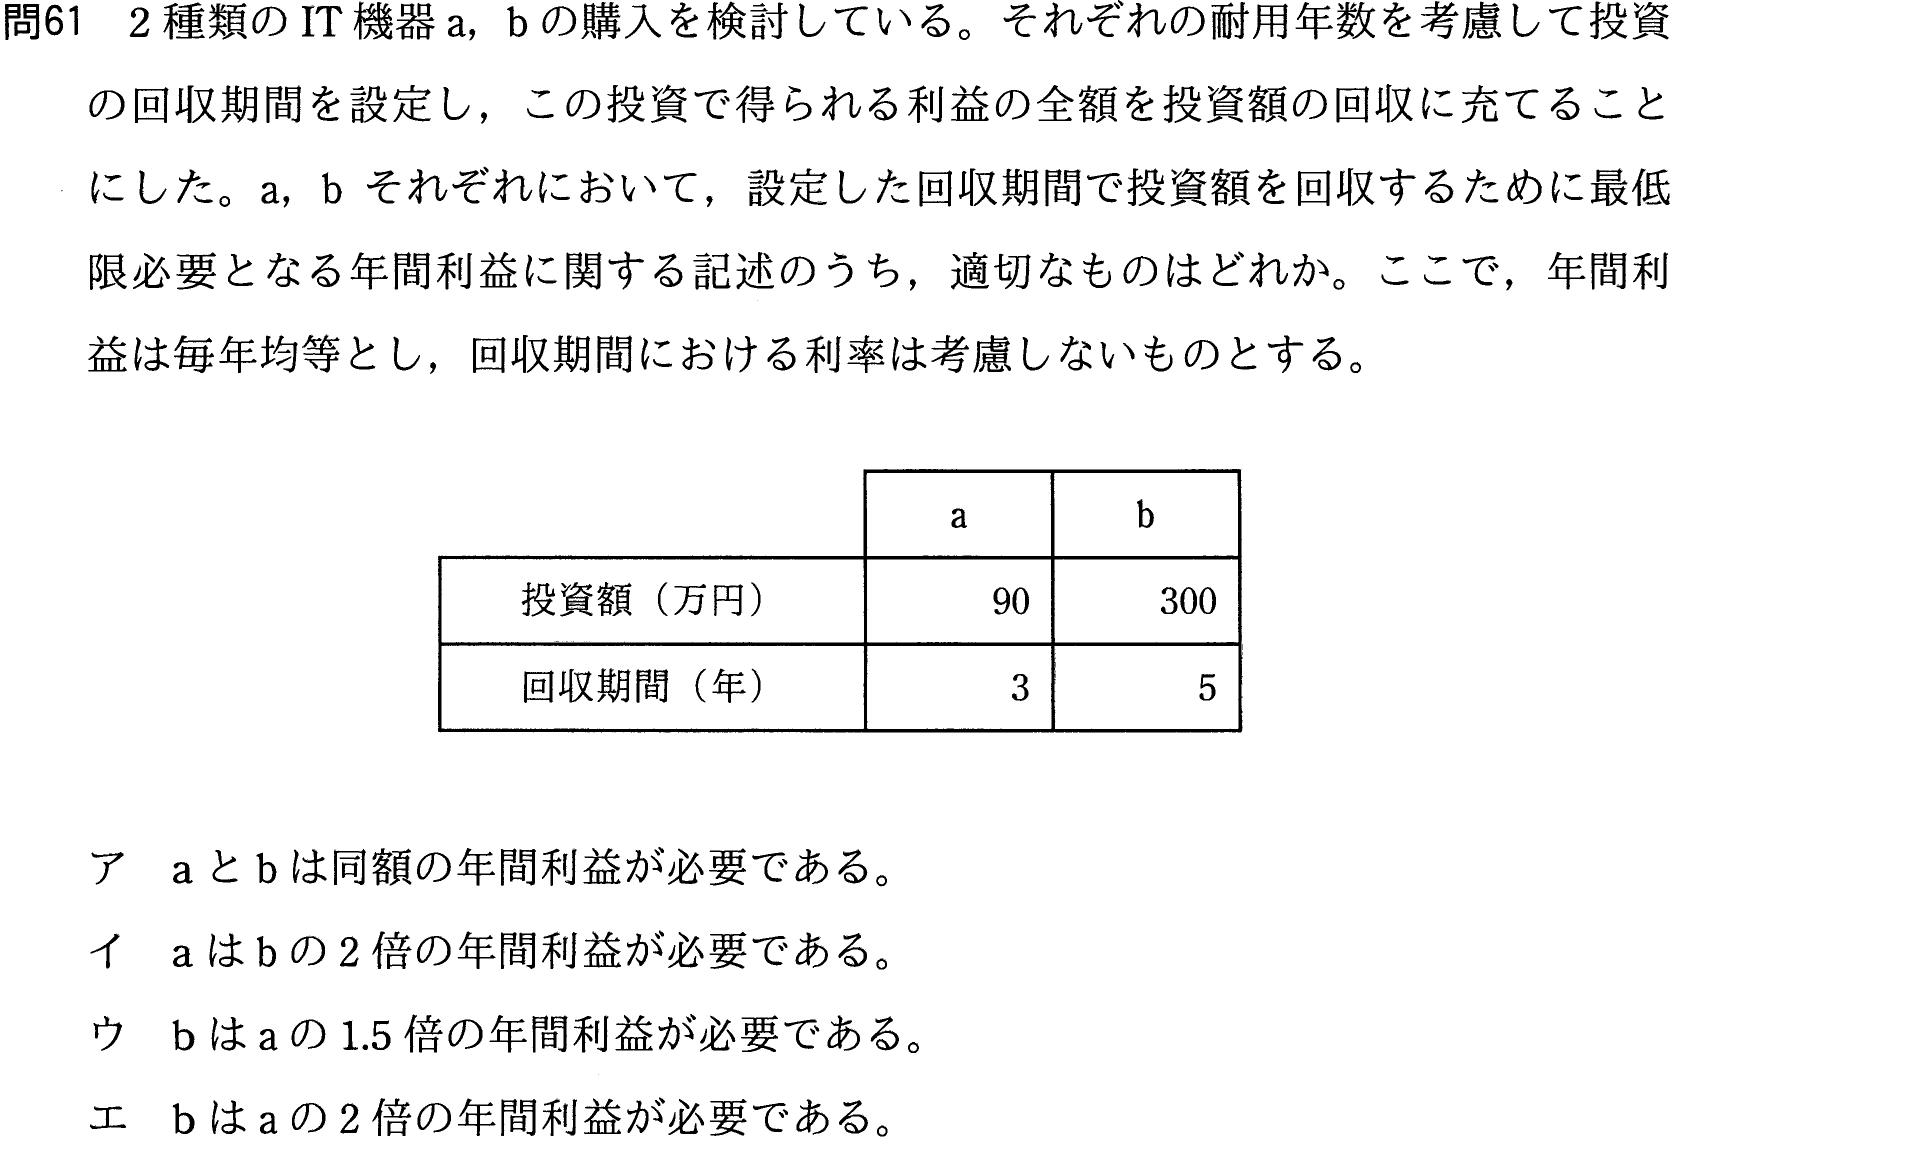 問61 2種類のIT機器a，bの購入を検討している。それぞれの耐用年数を考慮して投資
の回収期間を設定し，この投資で得られる利益の全額を投資額の回収に充てること
にした。a，b それぞれにおいて，設定した回収期間で投資額を回収するために最低
限必要となる年間利益に関する記述のうち，適切なものはどれか。ここで，年間利
益は毎年均等とし，回収期間における利率は考慮しないものとする。
a b
投資額（万円） 90 300
回収期間（年） 3 5
ア aとbは同額の年間利益が必要である。
イ aはbの2倍の年間利益が必要である。
ウ bはaの1.5倍の年間利益が必要である。
エ bはaの2倍の年間利益が必要である。